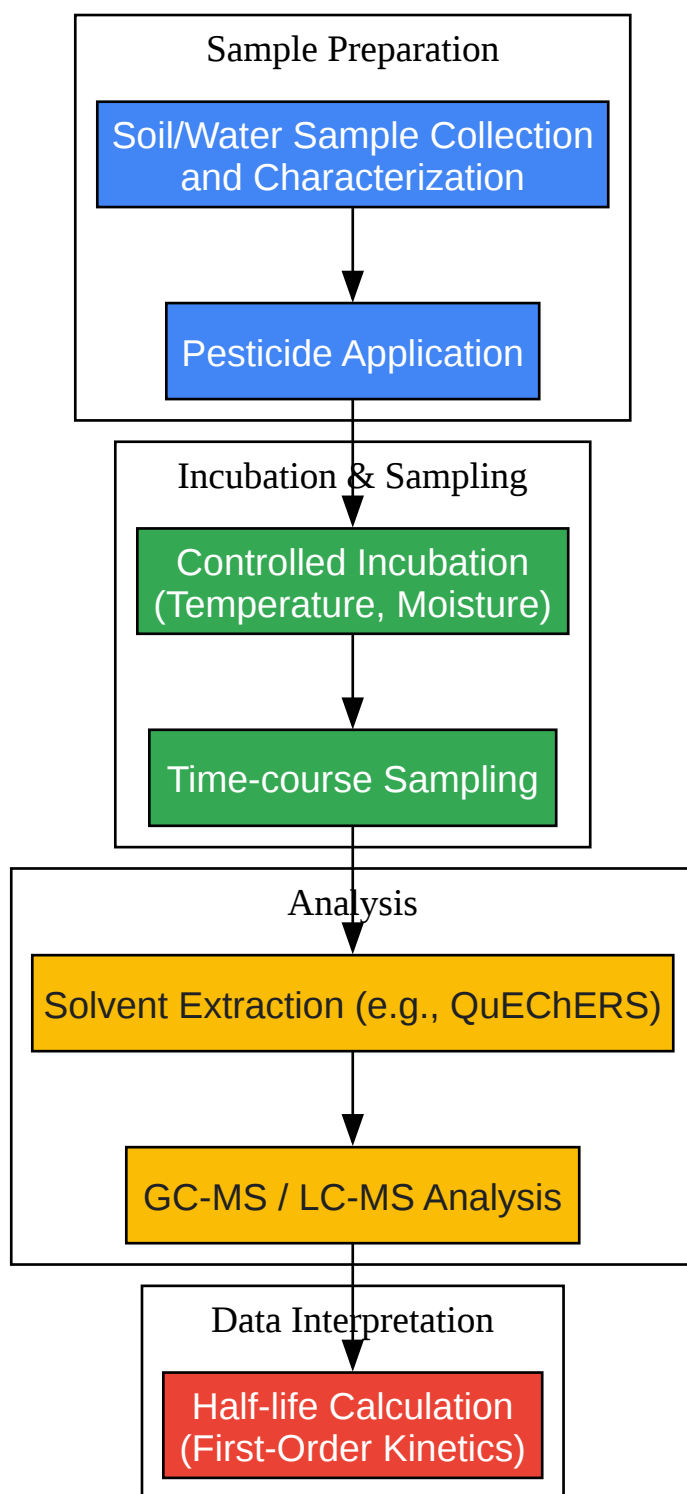 Sample Preparation
Soil/Water Sample Collection
and Characterization
Pesticide Application
Incubation & Sampling
Controlled Incubation
(Temperature, Moisture)
Time-course Sampling
Analysis
Solvent Extraction (e.g., QuEChERS)
GC-MS / LC-MS Analysis
Data Interpretation
Half-life Calculation
(First-Order Kinetics)